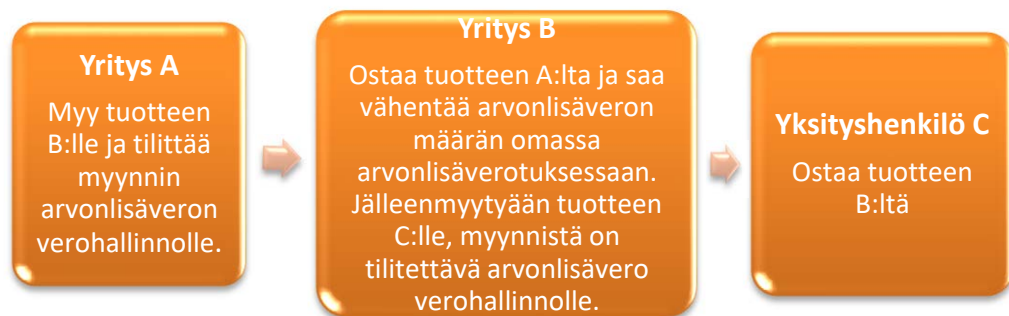 Yritys A
Myy tuotteen
B:lle ja tilittää
myynnin
arvonlisäveron
verohallinnolle.
Yritys B
Ostaa tuotteen A:lta ja saa
vähentää arvonlisäveron
määrän omassa
arvonlisäverotuksessaan.
Jälleenmyytyään tuotteen
C:lle, myynnistä on
tilitettävä arvonlisävero
verohallinnolle.
Yksityshenkilö C
Ostaa tuotteen
B:ltä